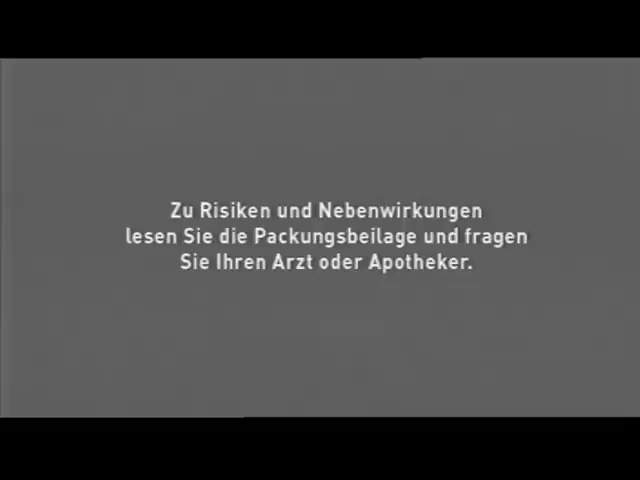 Zu Risiken und Nebenwirkungen
lesen Sie die Packungsbeilage und fragen
Sie Ihren Arzt oder Apotheker.